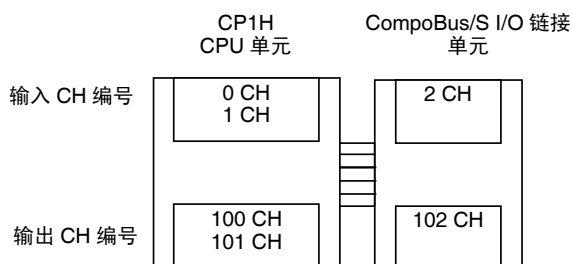 CP1H
CPU 单元
CompoBus/S I/O 链接
单元
输入 CH 编号
0 CH
1 CH
2 CH
输出 CH 编号
100 CH
101 CH
102 CH